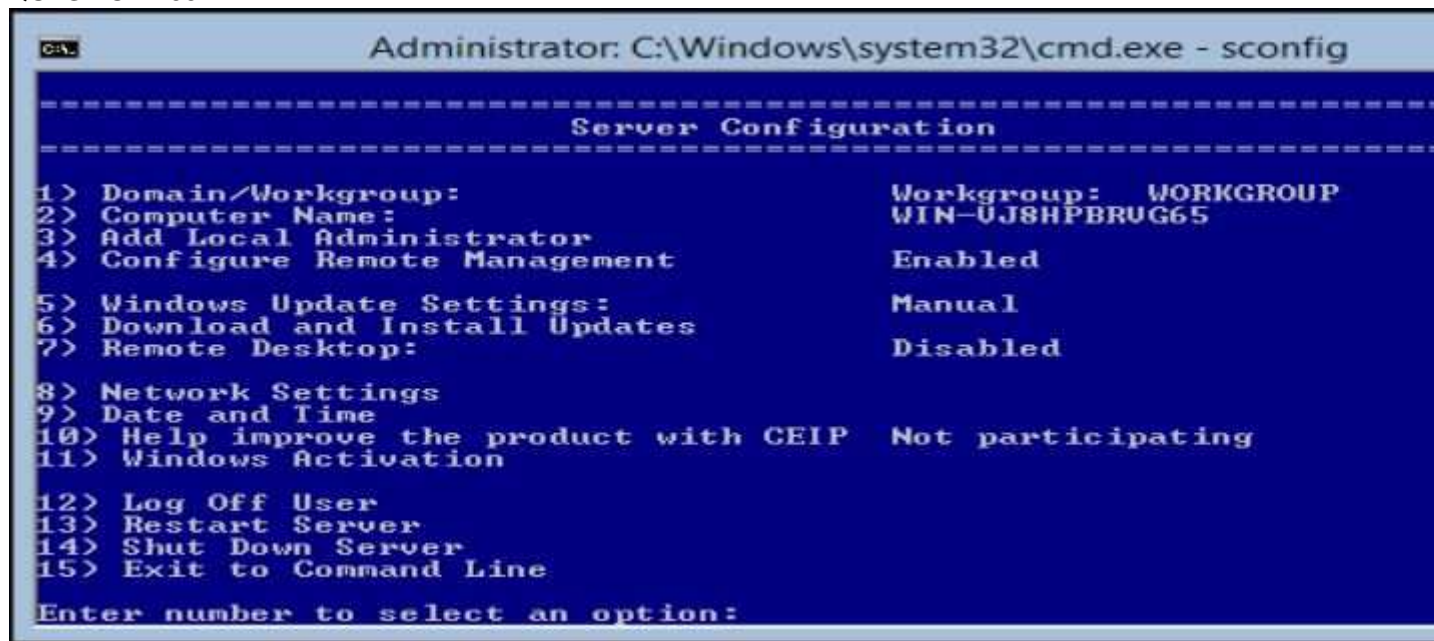 Administrator: C:\Windows\system32\cmd.exe - sconfig
===============================================================
Server Configuration
===============================================================
1) Domain/Workgroup: Workgroup: WORKGROUP
2) Computer Name: WIN-VJ8HPBRVG65
3) Add Local Administrator
4) Configure Remote Management Enabled
5) Windows Update Settings: Manual
6) Download and Install Updates
7) Remote Desktop: Disabled
8) Network Settings
9) Date and Time
10) Help improve the product with CEIP Not participating
11) Windows Activation
12) Log Off User
13) Restart Server
14) Shut Down Server
15) Exit to Command Line
Enter number to select an option: